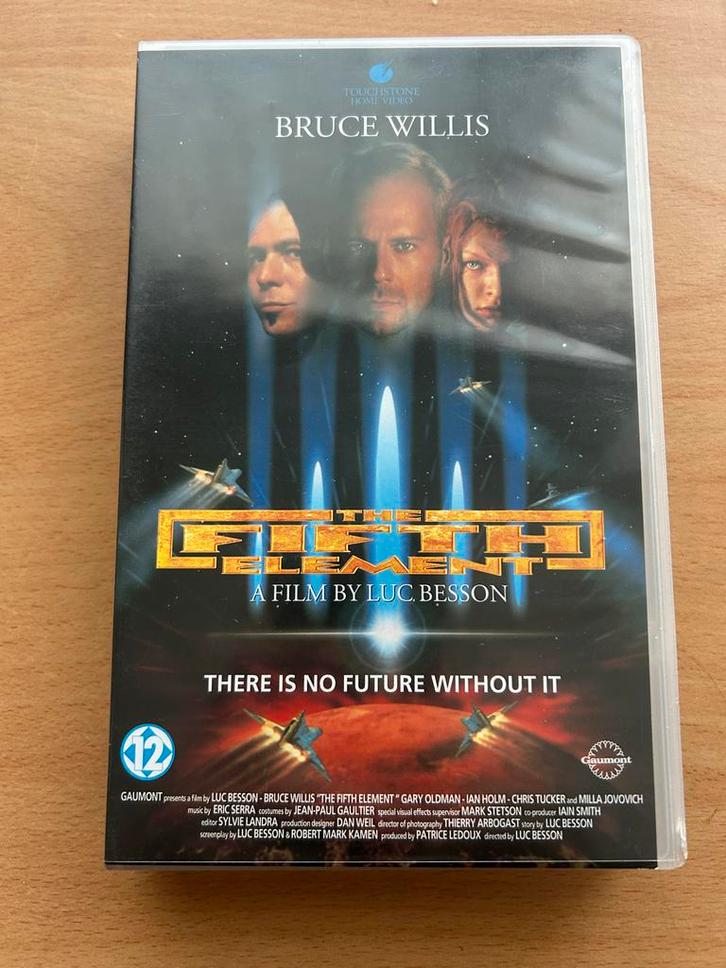 TOUCHSTONE
HOME VIDEO
BRUCE WILLIS
THE
FIFTH
ELEMENT
A FILM BY LUC BESSON
THERE IS NO FUTURE WITHOUT IT
12
Gaumont
GAUMONT presents a film by LUC BESSON - BRUCE WILLIS "THE FIFTH ELEMENT" GARY OLDMAN - IAN HOLM - CHRIS TUCKER and MILLA JOVOVICH
music by ERIC SERRA costumes by JEAN-PAUL GAULTIER special visual effects supervisor MARK STETSON co-producer IAIN SMITH
editor SYLVIE LANDRA production designer DAN WEIL director of photography THIERRY ARBOGAST story by LUC BESSON
screenplay by LUC BESSON & ROBERT MARK KAMEN produced by PATRICE LEDOUX directed by LUC BESSON